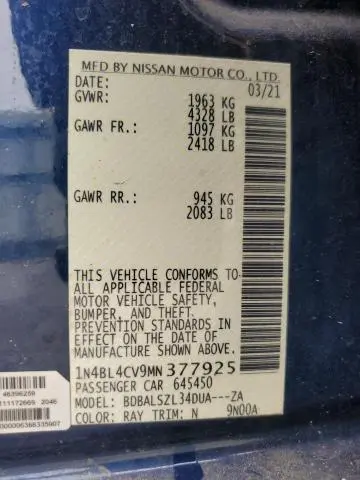 MFD BY NISSAN MOTOR CO., LTD
DATE: 03/21
GVWR: 1963 KG
4328 LB
GAWR FR.: 1097 KG
2418 LB
GAWR RR.: 945 KG
2083 LB
THIS VEHICLE CONFORMS TO
ALL APPLICABLE FEDERAL
MOTOR VEHICLE SAFETY,
BUMPER, AND THEFT
PREVENTION STANDARDS
IN EFFECT ON THE DATE OF
MANUFACTURE SHOWN ABOVE.
1N4BL4CV9MN377925
PASSENGER CAR 645450
MODEL: BDBALSZL34DUA---ZA
COLOR: RAY TRIM: N 9N00A
46396259
111172669 2046